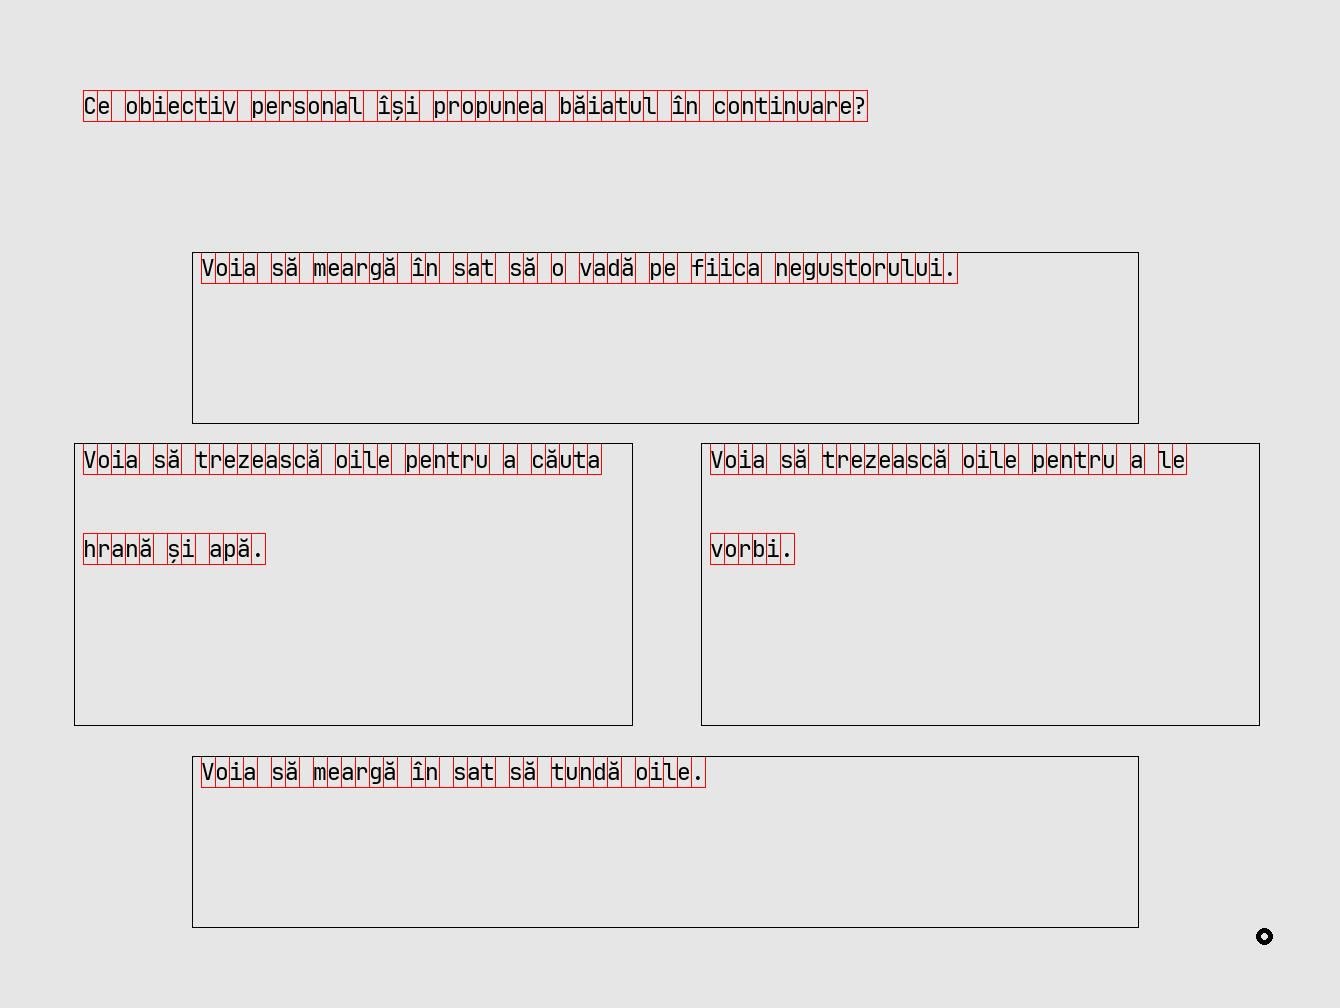 Ce obiectiv personal își propunea băiatul în continuare?
Voia să meargă în sat să o vadă pe fiica negustorului.
Voia să trezească oile pentru a căuta
hrană și apă.
Voia să trezească oile pentru a le
vorbi.
Voia să meargă în sat să tundă oile.